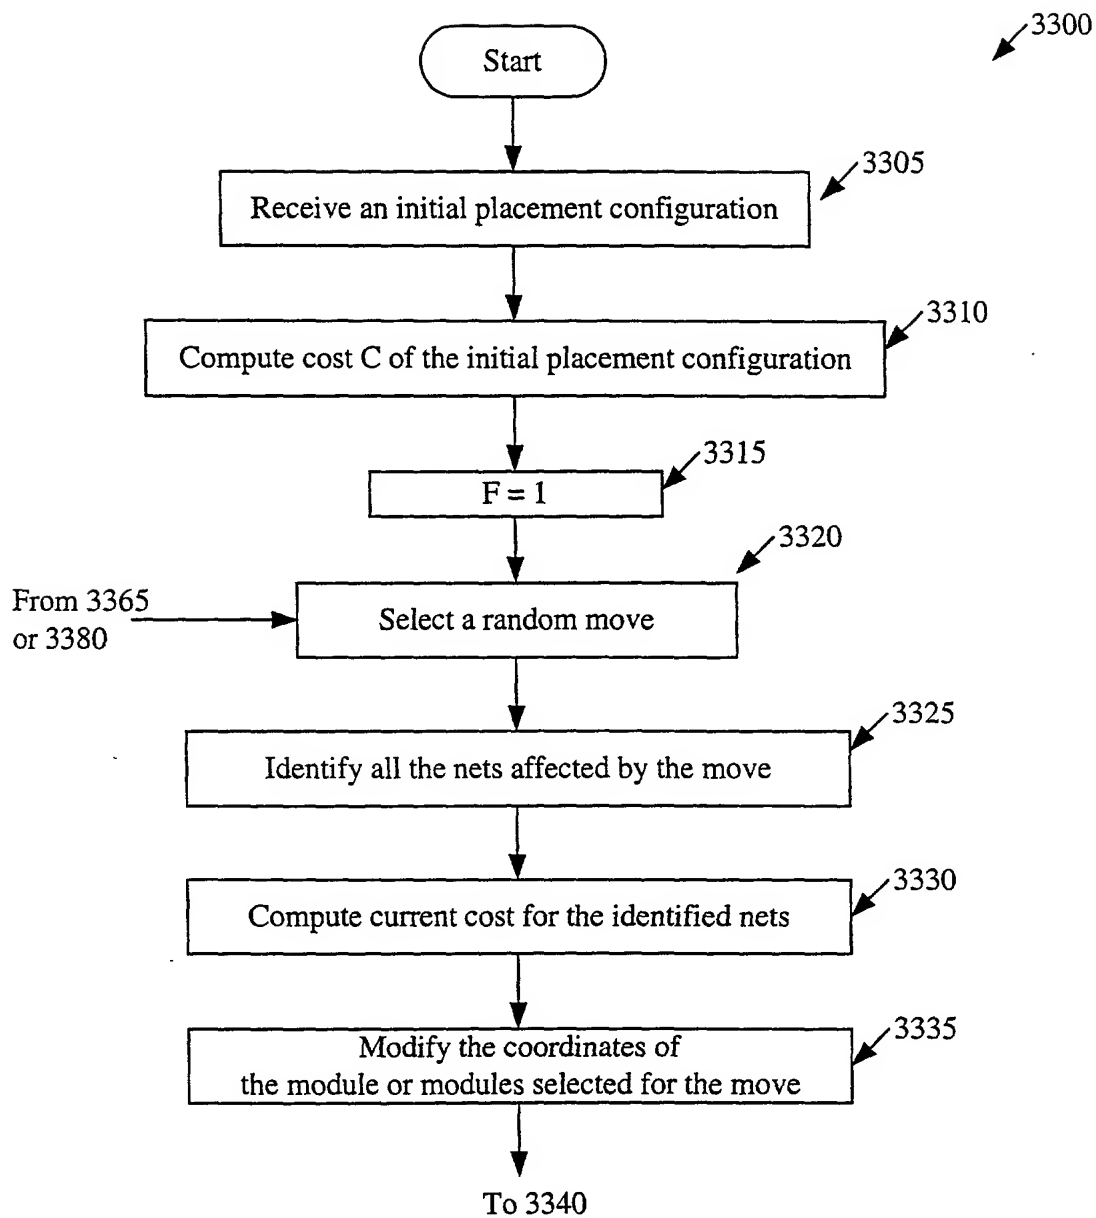 3300
Start
3305
Receive an initial placement configuration
3310
Compute cost C of the initial placement configuration
3315
F = 1
3320
From 3365
or 3380
Select a random move
3325
Identify all the nets affected by the move
3330
Compute current cost for the identified nets
3335
Modify the coordinates of
the module or modules selected for the move
To 3340